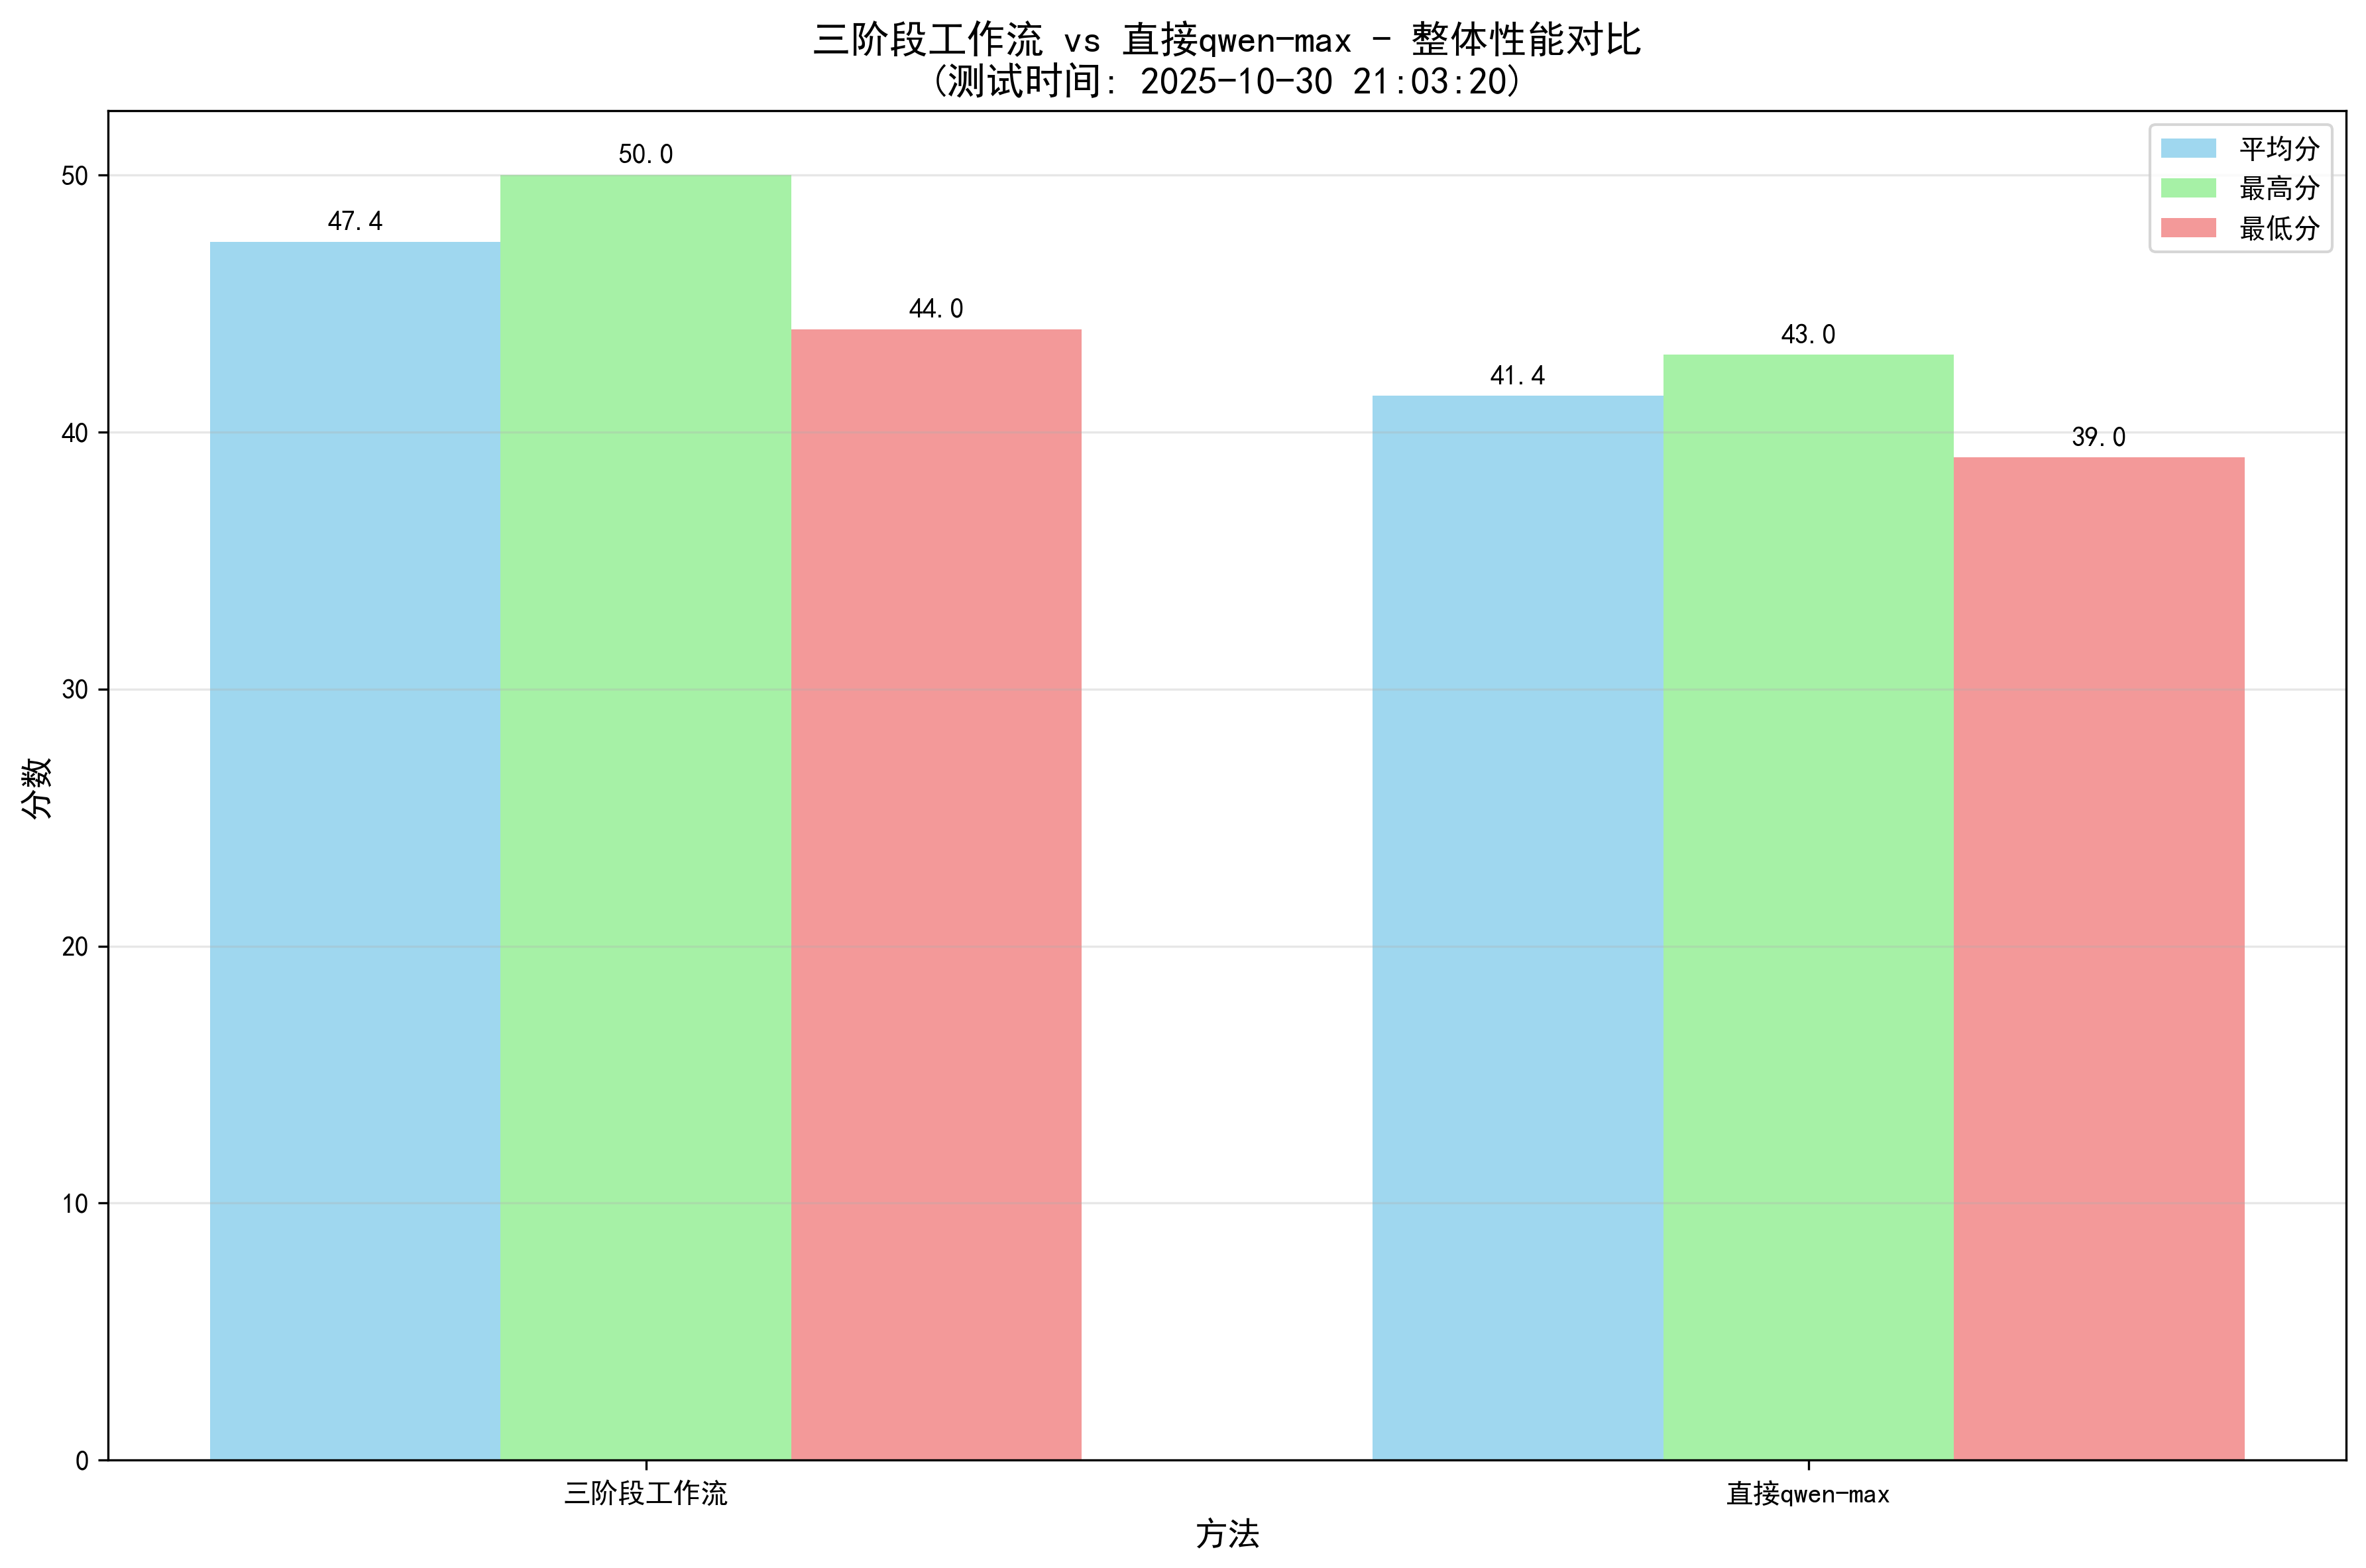 三阶段工作流 vs 直接qwen-max - 整体性能对比
(测试时间: 2025-10-30 21:03:20)
平均分
最高分
最低分
50.0
47.4
44.0
43.0
41.4
39.0
50
40
30
20
10
0
分数
三阶段工作流
直接qwen-max
方法